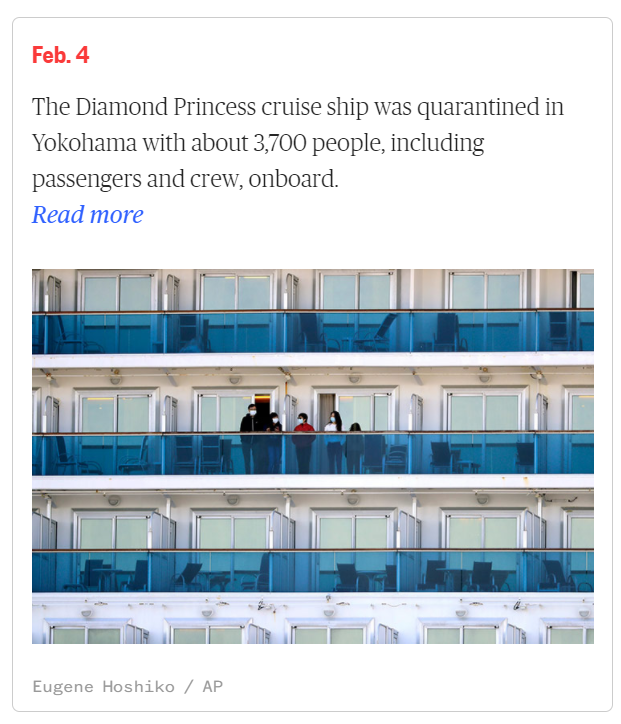 Feb. 4
The Diamond Princess cruise ship was quarantined in
Yokohama with about 3,700 people, including
passengers and crew, onboard.
Read more
Eugene Hoshiko / AP